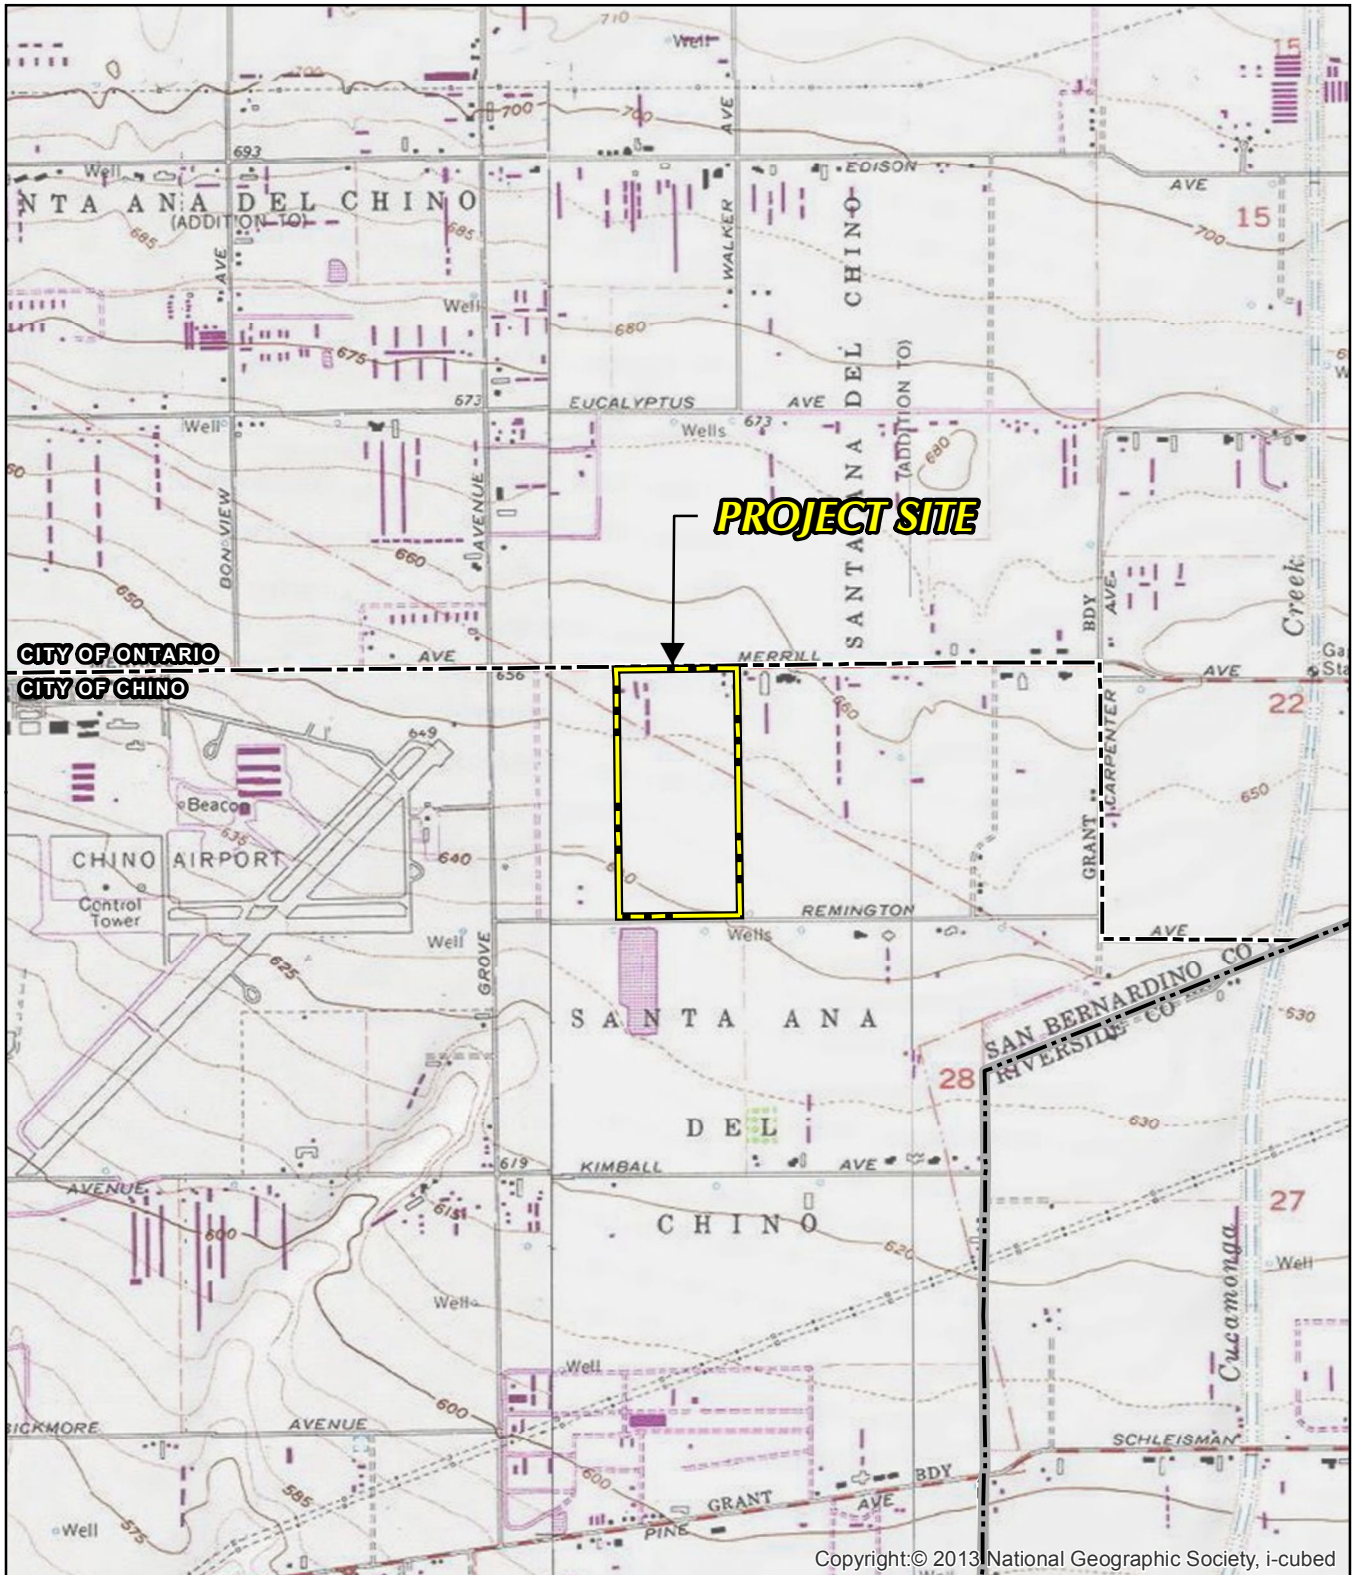 710
Well
15
700
700
700
AVE
693
EDISON
AVE
Well
NTA ANA DEL CHINO
(ADDITION TO)
685
685
15
700
AVE
WALKER
SANTA ANA DEL CHINO
(ADDITION TO)
Well
680
675
673
EUCALYPTUS
AVE
673
Well
Wells
680
60
BON VIEW
AVENUE
PROJECT SITE
660
650
BDY
AVE
Creek
CITY OF ONTARIO
AVE
MERRILL
AVE
CITY OF CHINO
656
660
22
649
CARPENTER
Beacon
635
650
CHINO AIRPORT
640
GRANT
Control
Tower
REMINGTON
AVE
Well
Wells
GROVE
625
SAN BERNARDINO CO
RIVERSIDE CO
SANTA ANA
630
28
DEL
630
619
KIMBALL
AVE
AVENUE
27
615
600
CHINO
620
Cucamonga
Well
Well
Well
600
BICKMORE
AVENUE
SCHLEISMAN
600
585
BDY
GRANT
AVE
PINE
Well
575
Copyright:© 2013 National Geographic Society, i-cubed